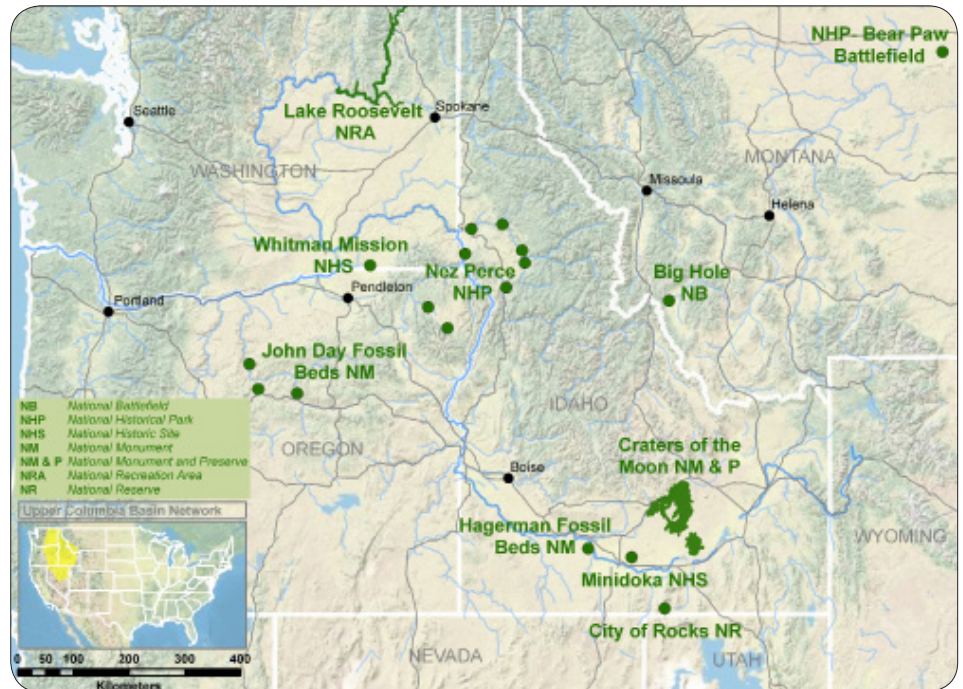 NHP- Bear Paw
Battlefield
Lake Roosevelt
NRA
Spokane
Seattle
WASHINGTON
MONTANA
Missoula
Helena
Whitman Mission
NHS
Nez Perce
NHP
Big Hole
NB
Pendleton
Portland
John Day Fossil
Beds NM
IDAHO
NB National Battlefield
NHP National Historical Park
NHS National Historic Site
NM National Monument
NM & P National Monument and Preserve
NRA National Recreation Area
NR National Reserve
OREGON
Craters of the
Moon NM & P
Boise
Upper Columbia Basin Network
Hagerman Fossil
Beds NM
WYOMING
Minidoka NHS
City of Rocks NR
NEVADA
UTAH
0 50 100 200 300 400
Kilometers